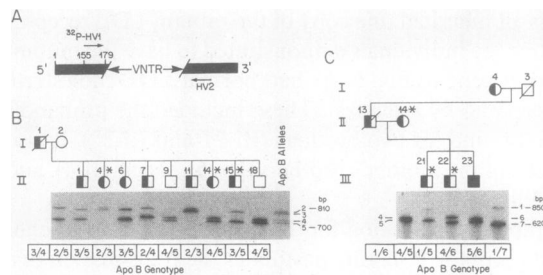 A
³²P-HV1
155 179
5' VNTR 3'
HV2
B
I
1 2
II
1 4 * 6 7 9 11 14 * 15 * 18
Apo B Alleles
bp
810
700
3/4 2/5 3/5 2/3 3/5 2/4 4/5 2/3 4/5 3/5 4/5
Apo B Genotype
C
I
4 3
II
13 14*
III
21 * 22 * 23
bp
1 850
6
7 620
1/6 4/5 1/5 4/6 5/6 1/7
Apo B Genotype